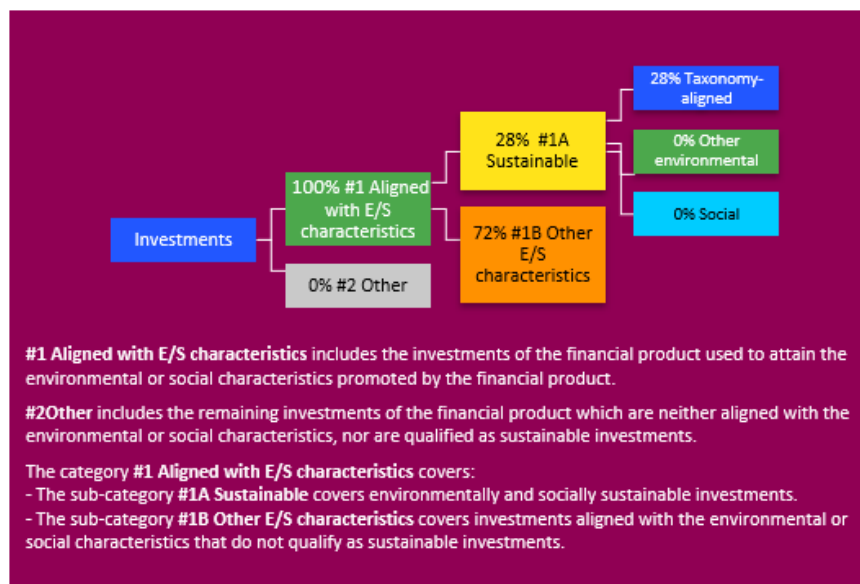 28% Taxonomy-
aligned
28% #1A
Sustainable
0% Other
environmental
100% #1 Aligned
with E/S
characteristics
0% Social
Investments
72% #1B Other
E/S
characteristics
0% #2 Other
#1 Aligned with E/S characteristics includes the investments of the financial product used to attain the
environmental or social characteristics promoted by the financial product.
#2Other includes the remaining investments of the financial product which are neither aligned with the
environmental or social characteristics, nor are qualified as sustainable investments.
The category #1 Aligned with E/S characteristics covers:
- The sub-category #1A Sustainable covers environmentally and socially sustainable investments.
- The sub-category #1B Other E/S characteristics covers investments aligned with the environmental or
social characteristics that do not qualify as sustainable investments.